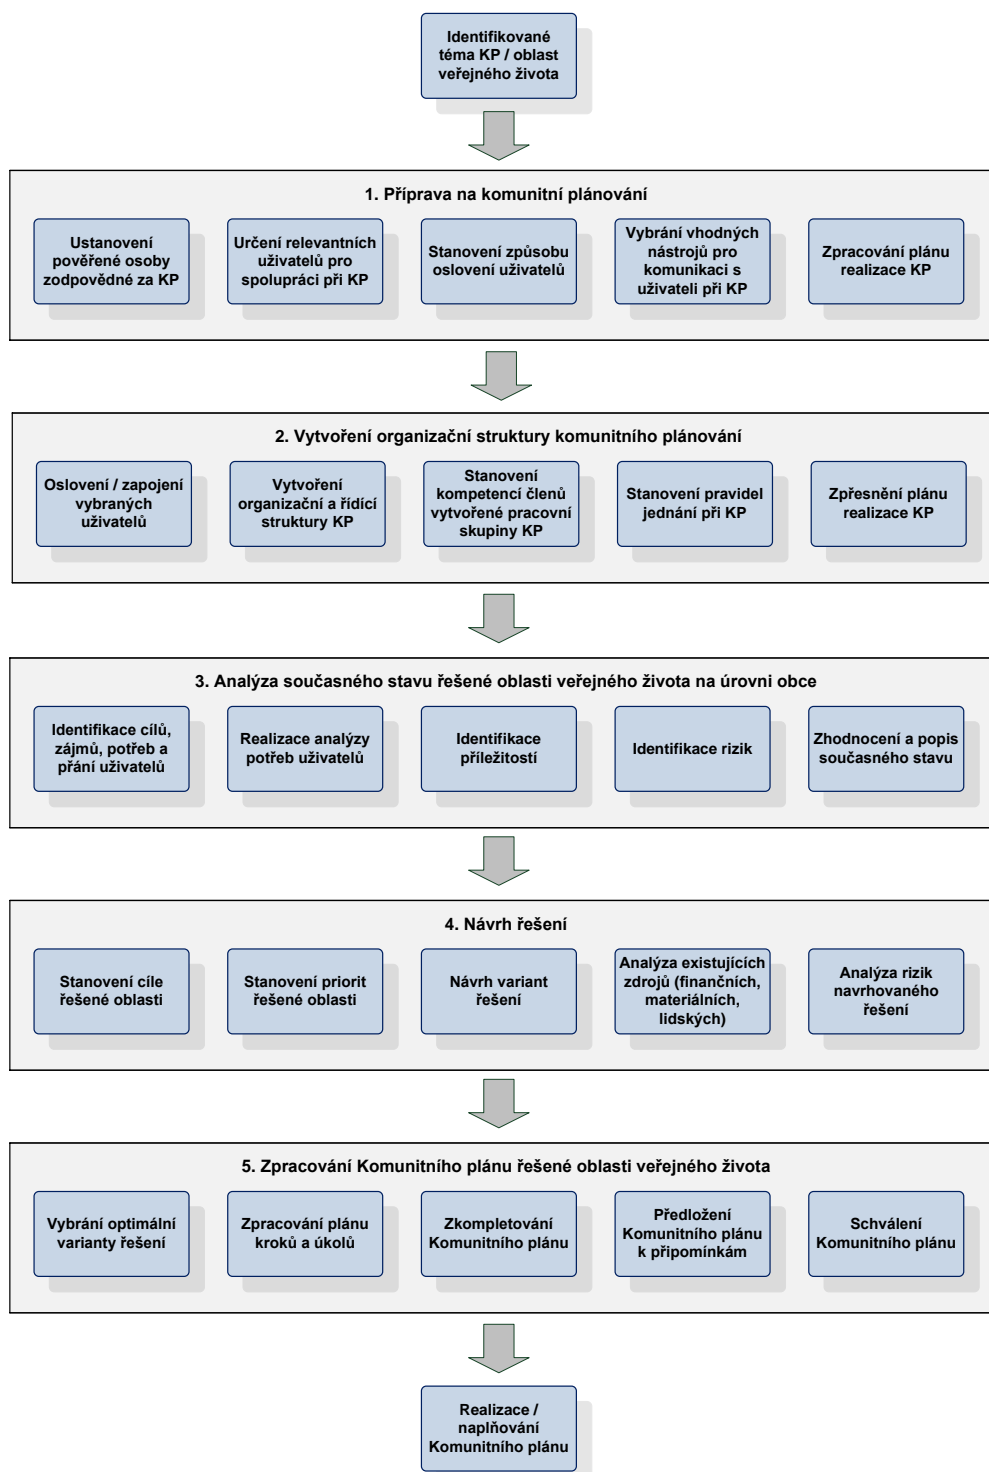 Identifikované
téma KP / oblast
veřejného života
1. Příprava na komunitní plánování
Ustanovení
pověřené osoby
zodpovědné za KP
Určení relevantních
uživatelů pro
spolupráci při KP
Stanovení způsobu
oslovení uživatelů
Vybrání vhodných
nástrojů pro
komunikaci s
uživateli při KP
Zpracování plánu
realizace KP
2. Vytvoření organizační struktury komunitního plánování
Oslovení / zapojení
vybraných
uživatelů
Vytvoření
organizační a řídící
struktury KP
Stanovení
kompetencí členů
vytvořené pracovní
skupiny KP
Stanovení pravidel
jednání při KP
Zpřesnění plánu
realizace KP
3. Analýza současného stavu řešené oblasti veřejného života na úrovni obce
Identifikace cílů,
zájmů, potřeb a
přání uživatelů
Realizace analýzy
potřeb uživatelů
Identifikace
příležitostí
Identifikace rizik
Zhodnocení a popis
současného stavu
4. Návrh řešení
Stanovení cíle
řešené oblasti
Stanovení priorit
řešené oblasti
Návrh variant
řešení
Analýza existujících
zdrojů (finančních,
materiálních,
lidských)
Analýza rizik
navrhovaného
řešení
5. Zpracování Komunitního plánu řešené oblasti veřejného života
Vybrání optimální
varianty řešení
Zpracování plánu
kroků a úkolů
Zkompletování
Komunitního plánu
Předložení
Komunitního plánu
k připomínkám
Schválení
Komunitního plánu
Realizace /
naplňování
Komunitního plánu